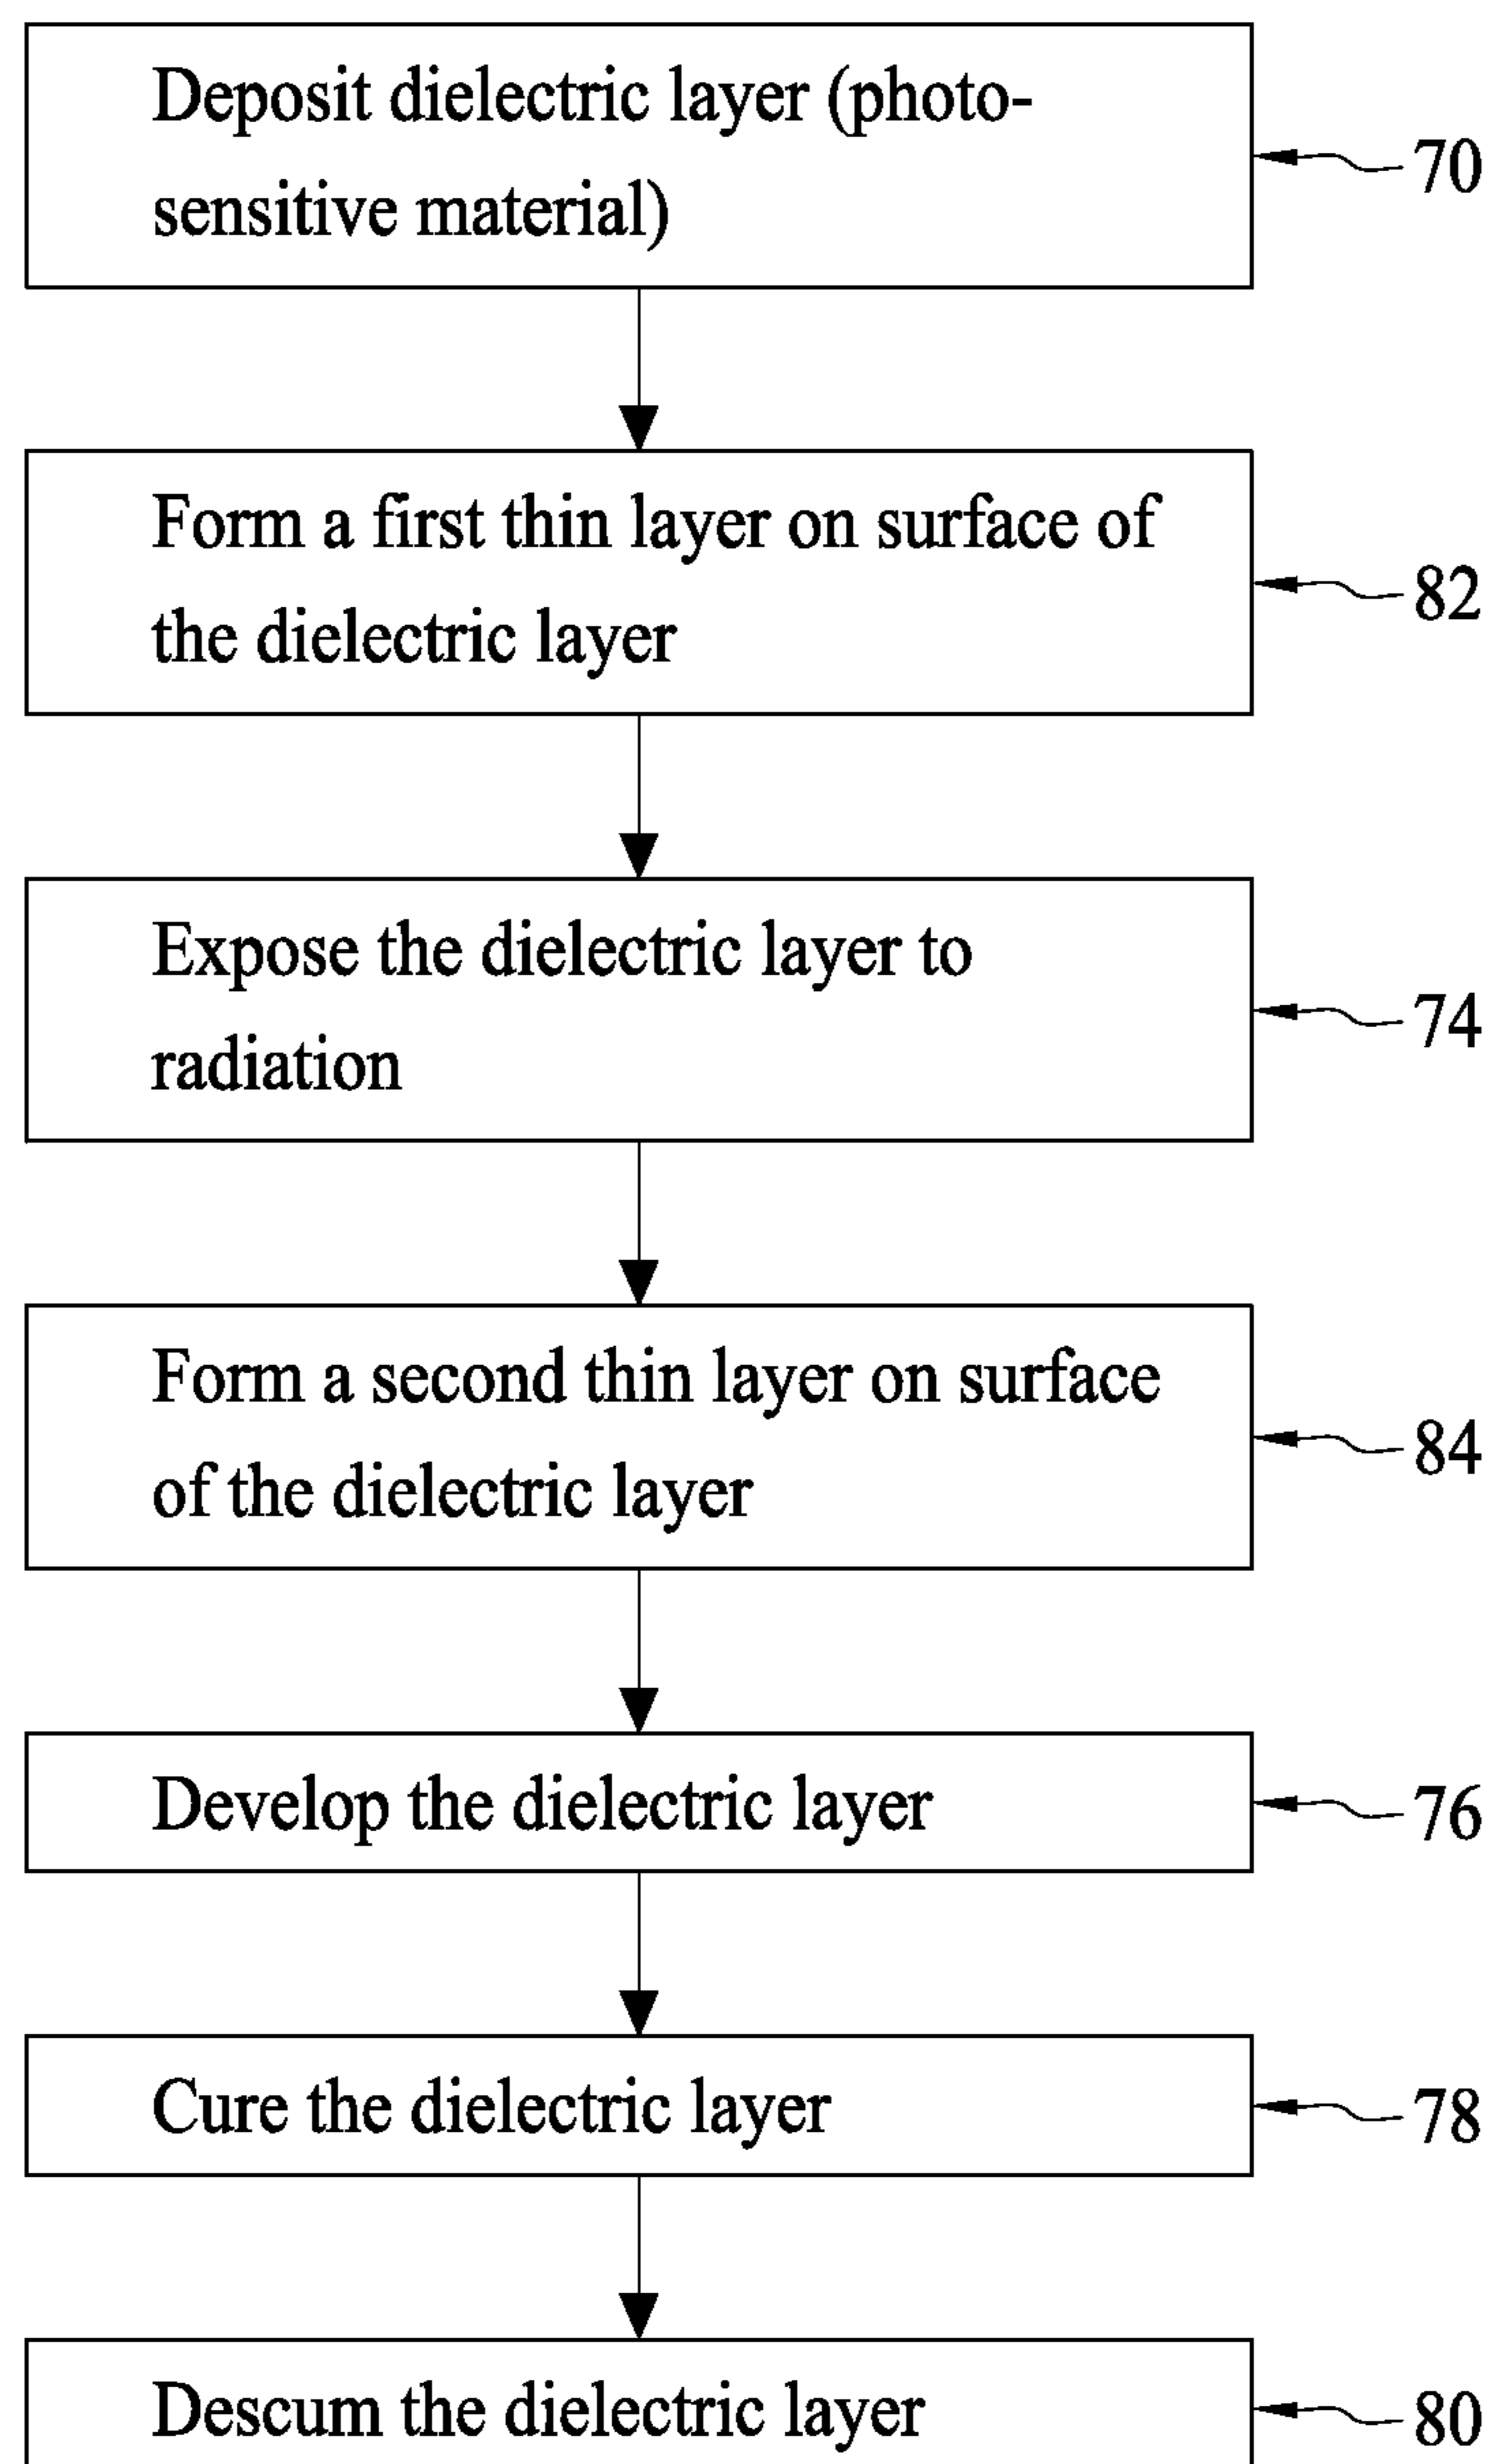 Deposit dielectric layer (photo-
sensitive material)
70
Form a first thin layer on surface of
the dielectric layer
82
Expose the dielectric layer to
radiation
74
Form a second thin layer on surface
of the dielectric layer
84
Develop the dielectric layer
76
Cure the dielectric layer
78
Descum the dielectric layer
80